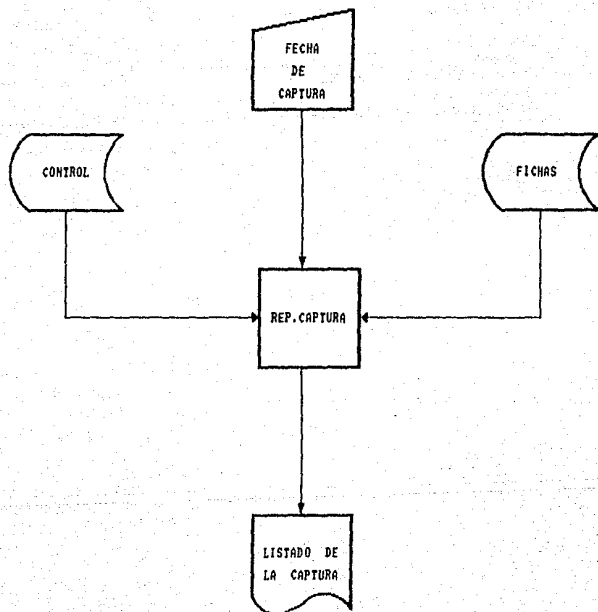 FECHA
DE
CAPTURA
CONTROL
FICHAS
REP.CAPTURA
LISTADO DE
LA CAPTURA